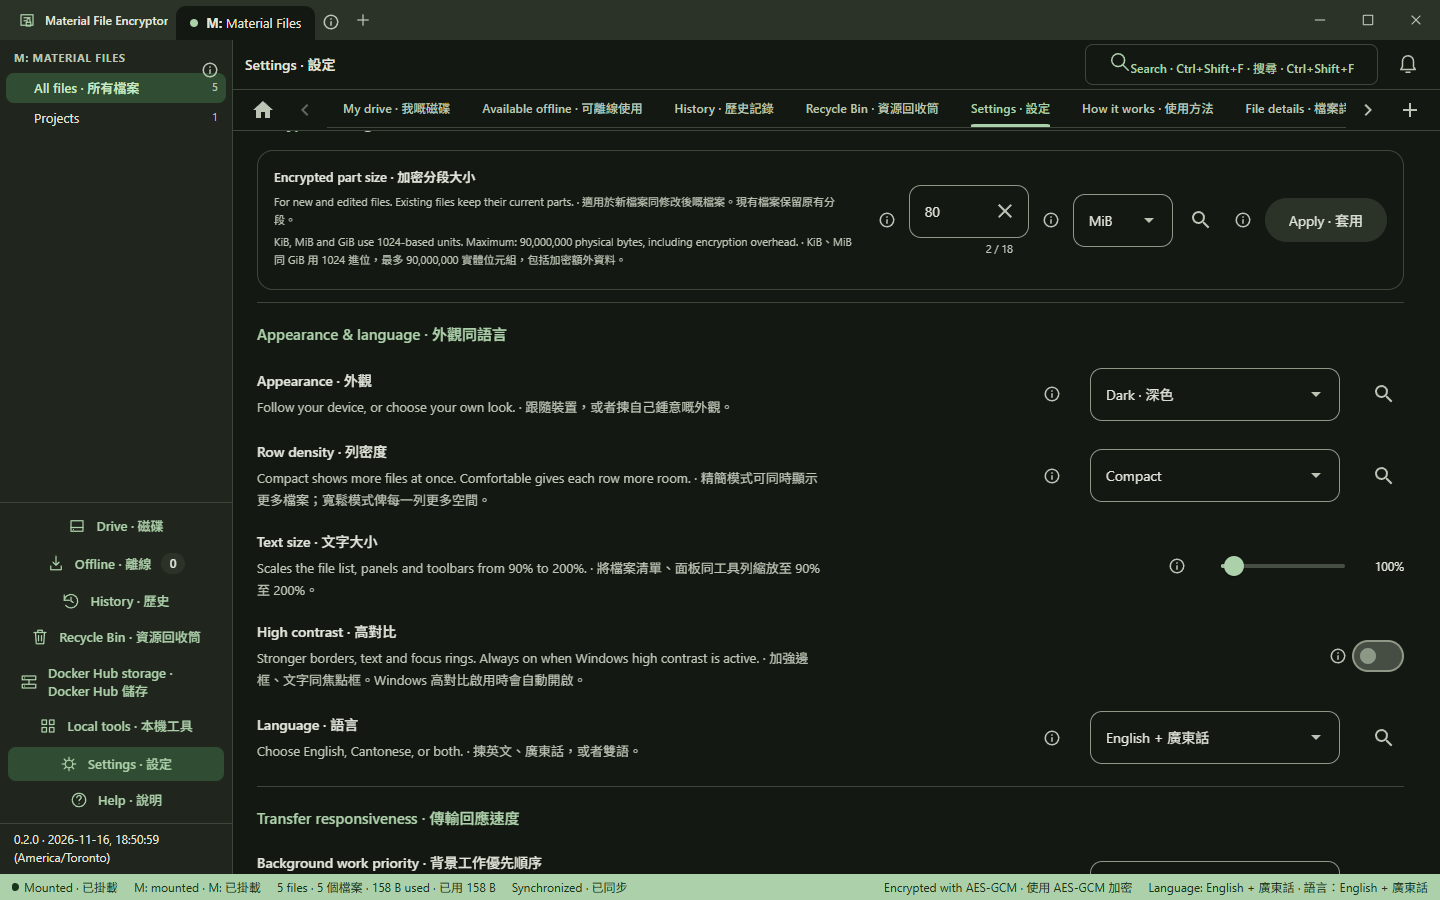 Material File Encryptor
M: Material Files
M: MATERIAL FILES
All files · 所有檔案
5
Projects
1
Settings · 設定
Search · Ctrl+Shift+F · 搜尋 · Ctrl+Shift+F
My drive · 我嘅磁碟
Available offline · 可離線使用
History · 歷史記錄
Recycle Bin · 資源回收筒
Settings · 設定
How it works · 使用方法
File details · 檔案
Encrypted part size · 加密分段大小
For new and edited files. Existing files keep their current parts. · 適用於新檔案同修改後嘅檔案。現有檔案保留原有分
段。
KiB, MiB and GiB use 1024-based units. Maximum: 90,000,000 physical bytes, including encryption overhead. · KiB、MiB
同 GiB 用 1024 進位，最多 90,000,000 實體位元組，包括加密額外資料。
80
2 / 18
MiB
Apply · 套用
Appearance & language · 外觀同語言
Appearance · 外觀
Follow your device, or choose your own look. · 跟隨裝置，或者揀自己鍾意嘅外觀。
Dark · 深色
Row density · 列密度
Compact shows more files at once. Comfortable gives each row more room. · 精簡模式可同時顯示
更多檔案；寬鬆模式俾每一列更多空間。
Compact
Text size · 文字大小
Scales the file list, panels and toolbars from 90% to 200%. · 將檔案清單、面板同工具列縮放至 90%
至 200%。
100%
High contrast · 高對比
Stronger borders, text and focus rings. Always on when Windows high contrast is active. · 加強邊
框、文字同焦點框。Windows 高對比啟用時會自動開啟。
Language · 語言
Choose English, Cantonese, or both. · 揀英文、廣東話，或者雙語。
English + 廣東話
Transfer responsiveness · 傳輸回應速度
Background work priority · 背景工作優先順序
Drive · 磁碟
Offline · 離線
0
History · 歷史
Recycle Bin · 資源回收筒
Docker Hub storage ·
Docker Hub 儲存
Local tools · 本機工具
Settings · 設定
Help · 說明
0.2.0 · 2026-11-16, 18:50:59
(America/Toronto)
Mounted · 已掛載
M: mounted · M: 已掛載
5 files · 5 個檔案 · 158 B used · 已用 158 B
Synchronized · 已同步
Encrypted with AES-GCM · 使用 AES-GCM 加密
Language: English + 廣東話 · 語言：English + 廣東話